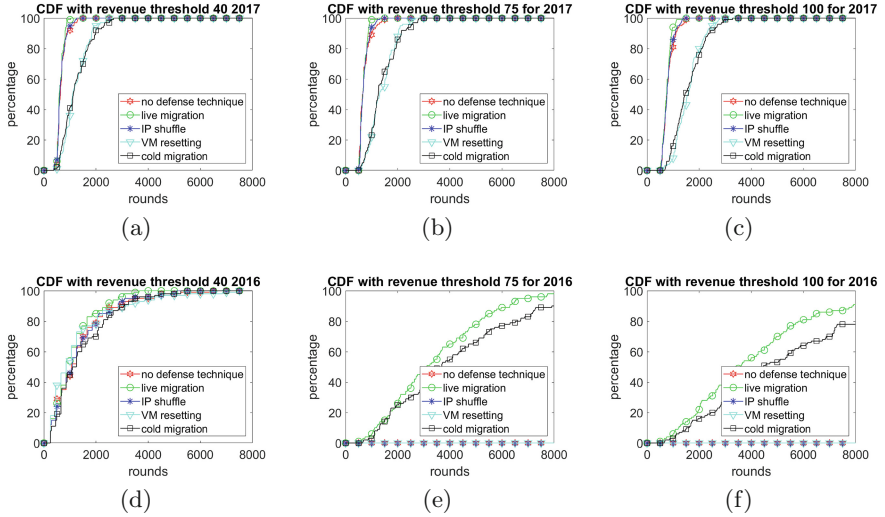 CDF with revenue threshold 40 2017
percentage
100
80
60
40
20
0
no defense technique
live migration
IP shuffle
VM resetting
cold migration
0 2000 4000 6000 8000
rounds
(a)
CDF with revenue threshold 75 for 2017
percentage
100
80
60
40
20
0
no defense technique
live migration
IP shuffle
VM resetting
cold migration
0 2000 4000 6000 8000
rounds
(b)
CDF with revenue threshold 100 for 2017
percentage
100
80
60
40
20
0
no defense technique
live migration
IP shuffle
VM resetting
cold migration
0 2000 4000 6000 8000
rounds
(c)
CDF with revenue threshold 40 2016
percentage
100
80
60
40
20
0
no defense technique
live migration
IP shuffle
VM resetting
cold migration
0 2000 4000 6000 8000
rounds
(d)
CDF with revenue threshold 75 for 2016
percentage
100
80
60
40
20
0
no defense technique
live migration
IP shuffle
VM resetting
cold migration
0 2000 4000 6000 8000
rounds
(e)
CDF with revenue threshold 100 for 2016
percentage
100
80
60
40
20
0
no defense technique
live migration
IP shuffle
VM resetting
cold migration
0 2000 4000 6000 8000
rounds
(f)